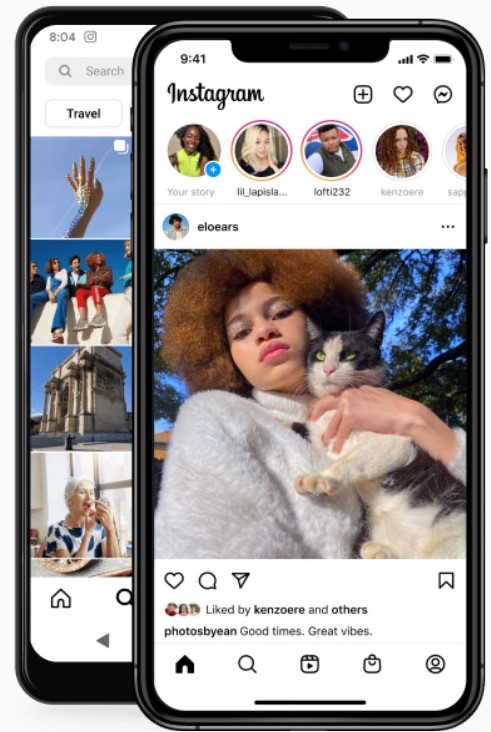 8:04
Search
Travel
9:41
Instagram
Your story
lil_lapisla...
lofti232
kenzoere
eloears
Liked by kenzoere and others
photosbyean Good times. Great vibes.